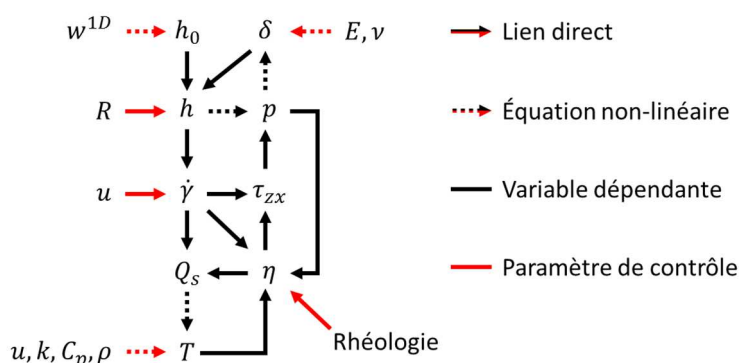 w^{1D} h_0 δ E, ν Lien direct
R h p Équation non-linéaire
u γ̇ τ_{zx} Variable dépendante
Q_s η Paramètre de contrôle
Rhéologie
u, k, C_p, ρ T